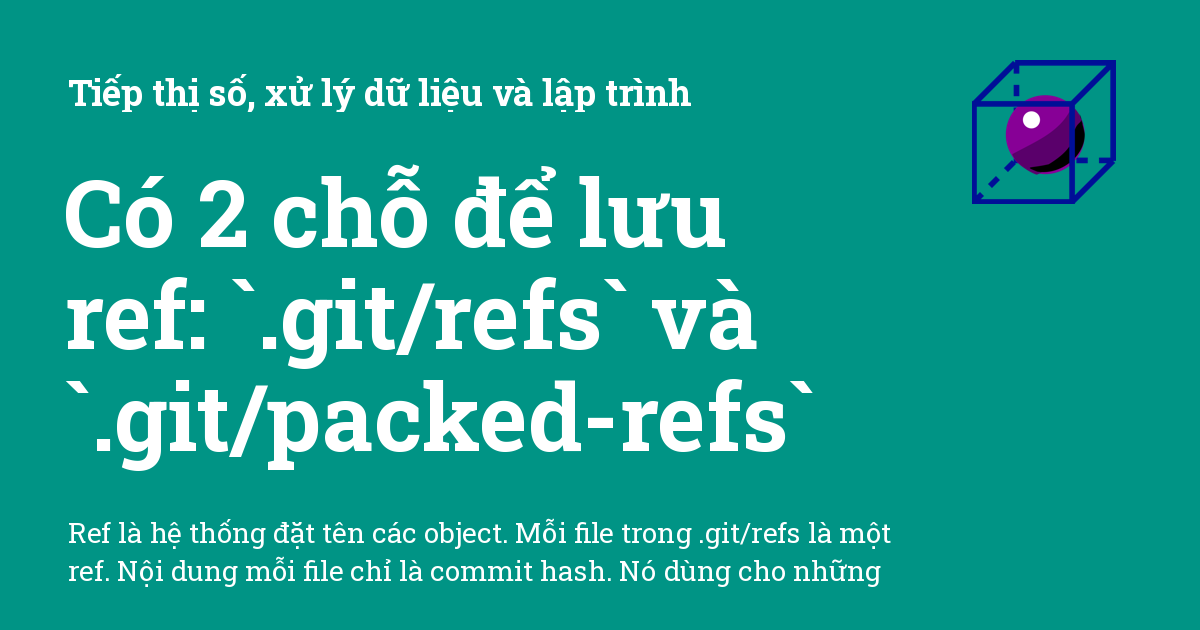 Tiếp thị số, xử lý dữ liệu và lập trình
Có 2 chỗ để lưu
ref: `.git/refs` và
`.git/packed-refs`
Ref là hệ thống đặt tên các object. Mỗi file trong .git/refs là một
ref. Nội dung mỗi file chỉ là commit hash. Nó dùng cho những